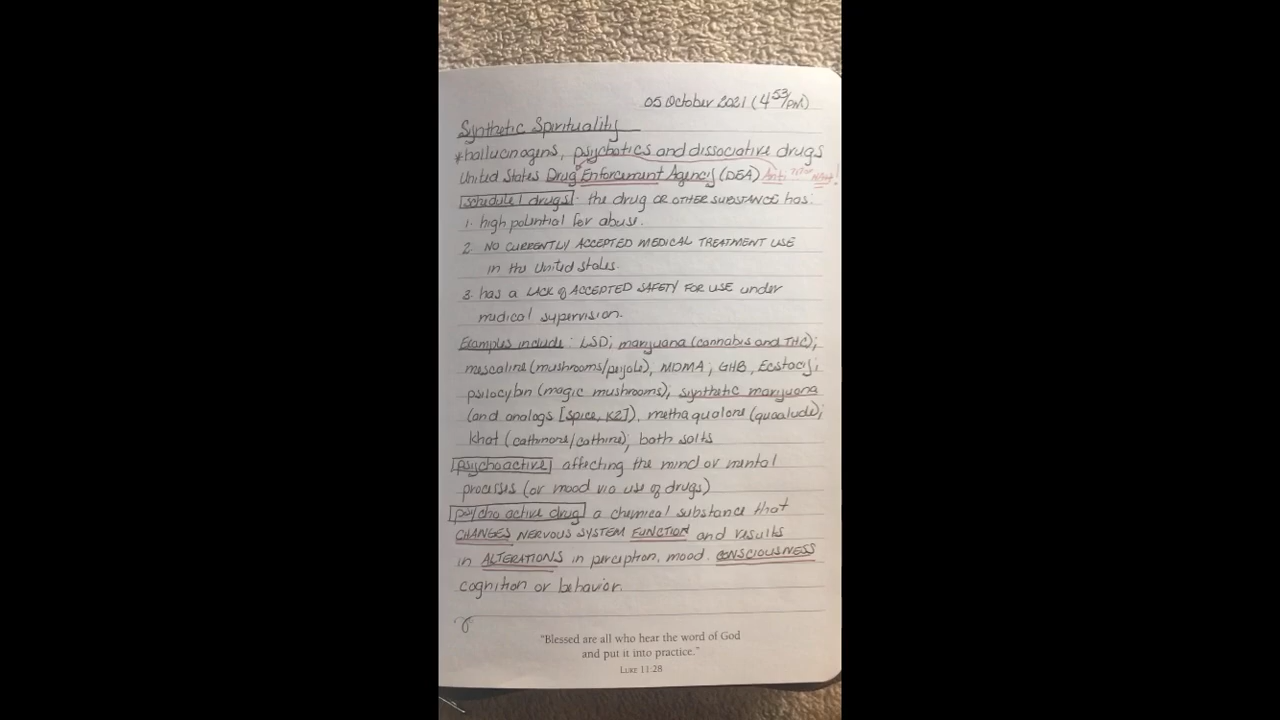 05 October 2021 (4:53/PM)
Synthetic Spirituality
*hallucinogens, psychotics and dissociative drugs
United States Drug Enforcement Agency (DEA) Anti
schedule I drugs: the drug OR OTHER SUBSTANCE has:
1. high potential for abuse.
2. NO CURRENTLY ACCEPTED MEDICAL TREATMENT USE
in the United States.
3. has a LACK of ACCEPTED SAFETY FOR USE under
medical supervision.
Examples include: LSD; marijuana (cannabis and THC);
mescaline (mushrooms/peyote), MDMA; GHB, Ecstacy;
psilocybin (magic mushrooms), synthetic marijuana
(and analogs [Spice, K2]), methaqualone (quaalude);
Khat (cathinone/cathine); bath salts
psychoactive affecting the mind or mental
processes (or mood via use of drugs)
psycho active drug a chemical substance that
CHANGES NERVOUS SYSTEM FUNCTION and results
in ALTERATIONS in perception, mood. CONSCIOUSNESS
cognition or behavior.
"Blessed are all who hear the word of God
and put it into practice."
LUKE 11:28